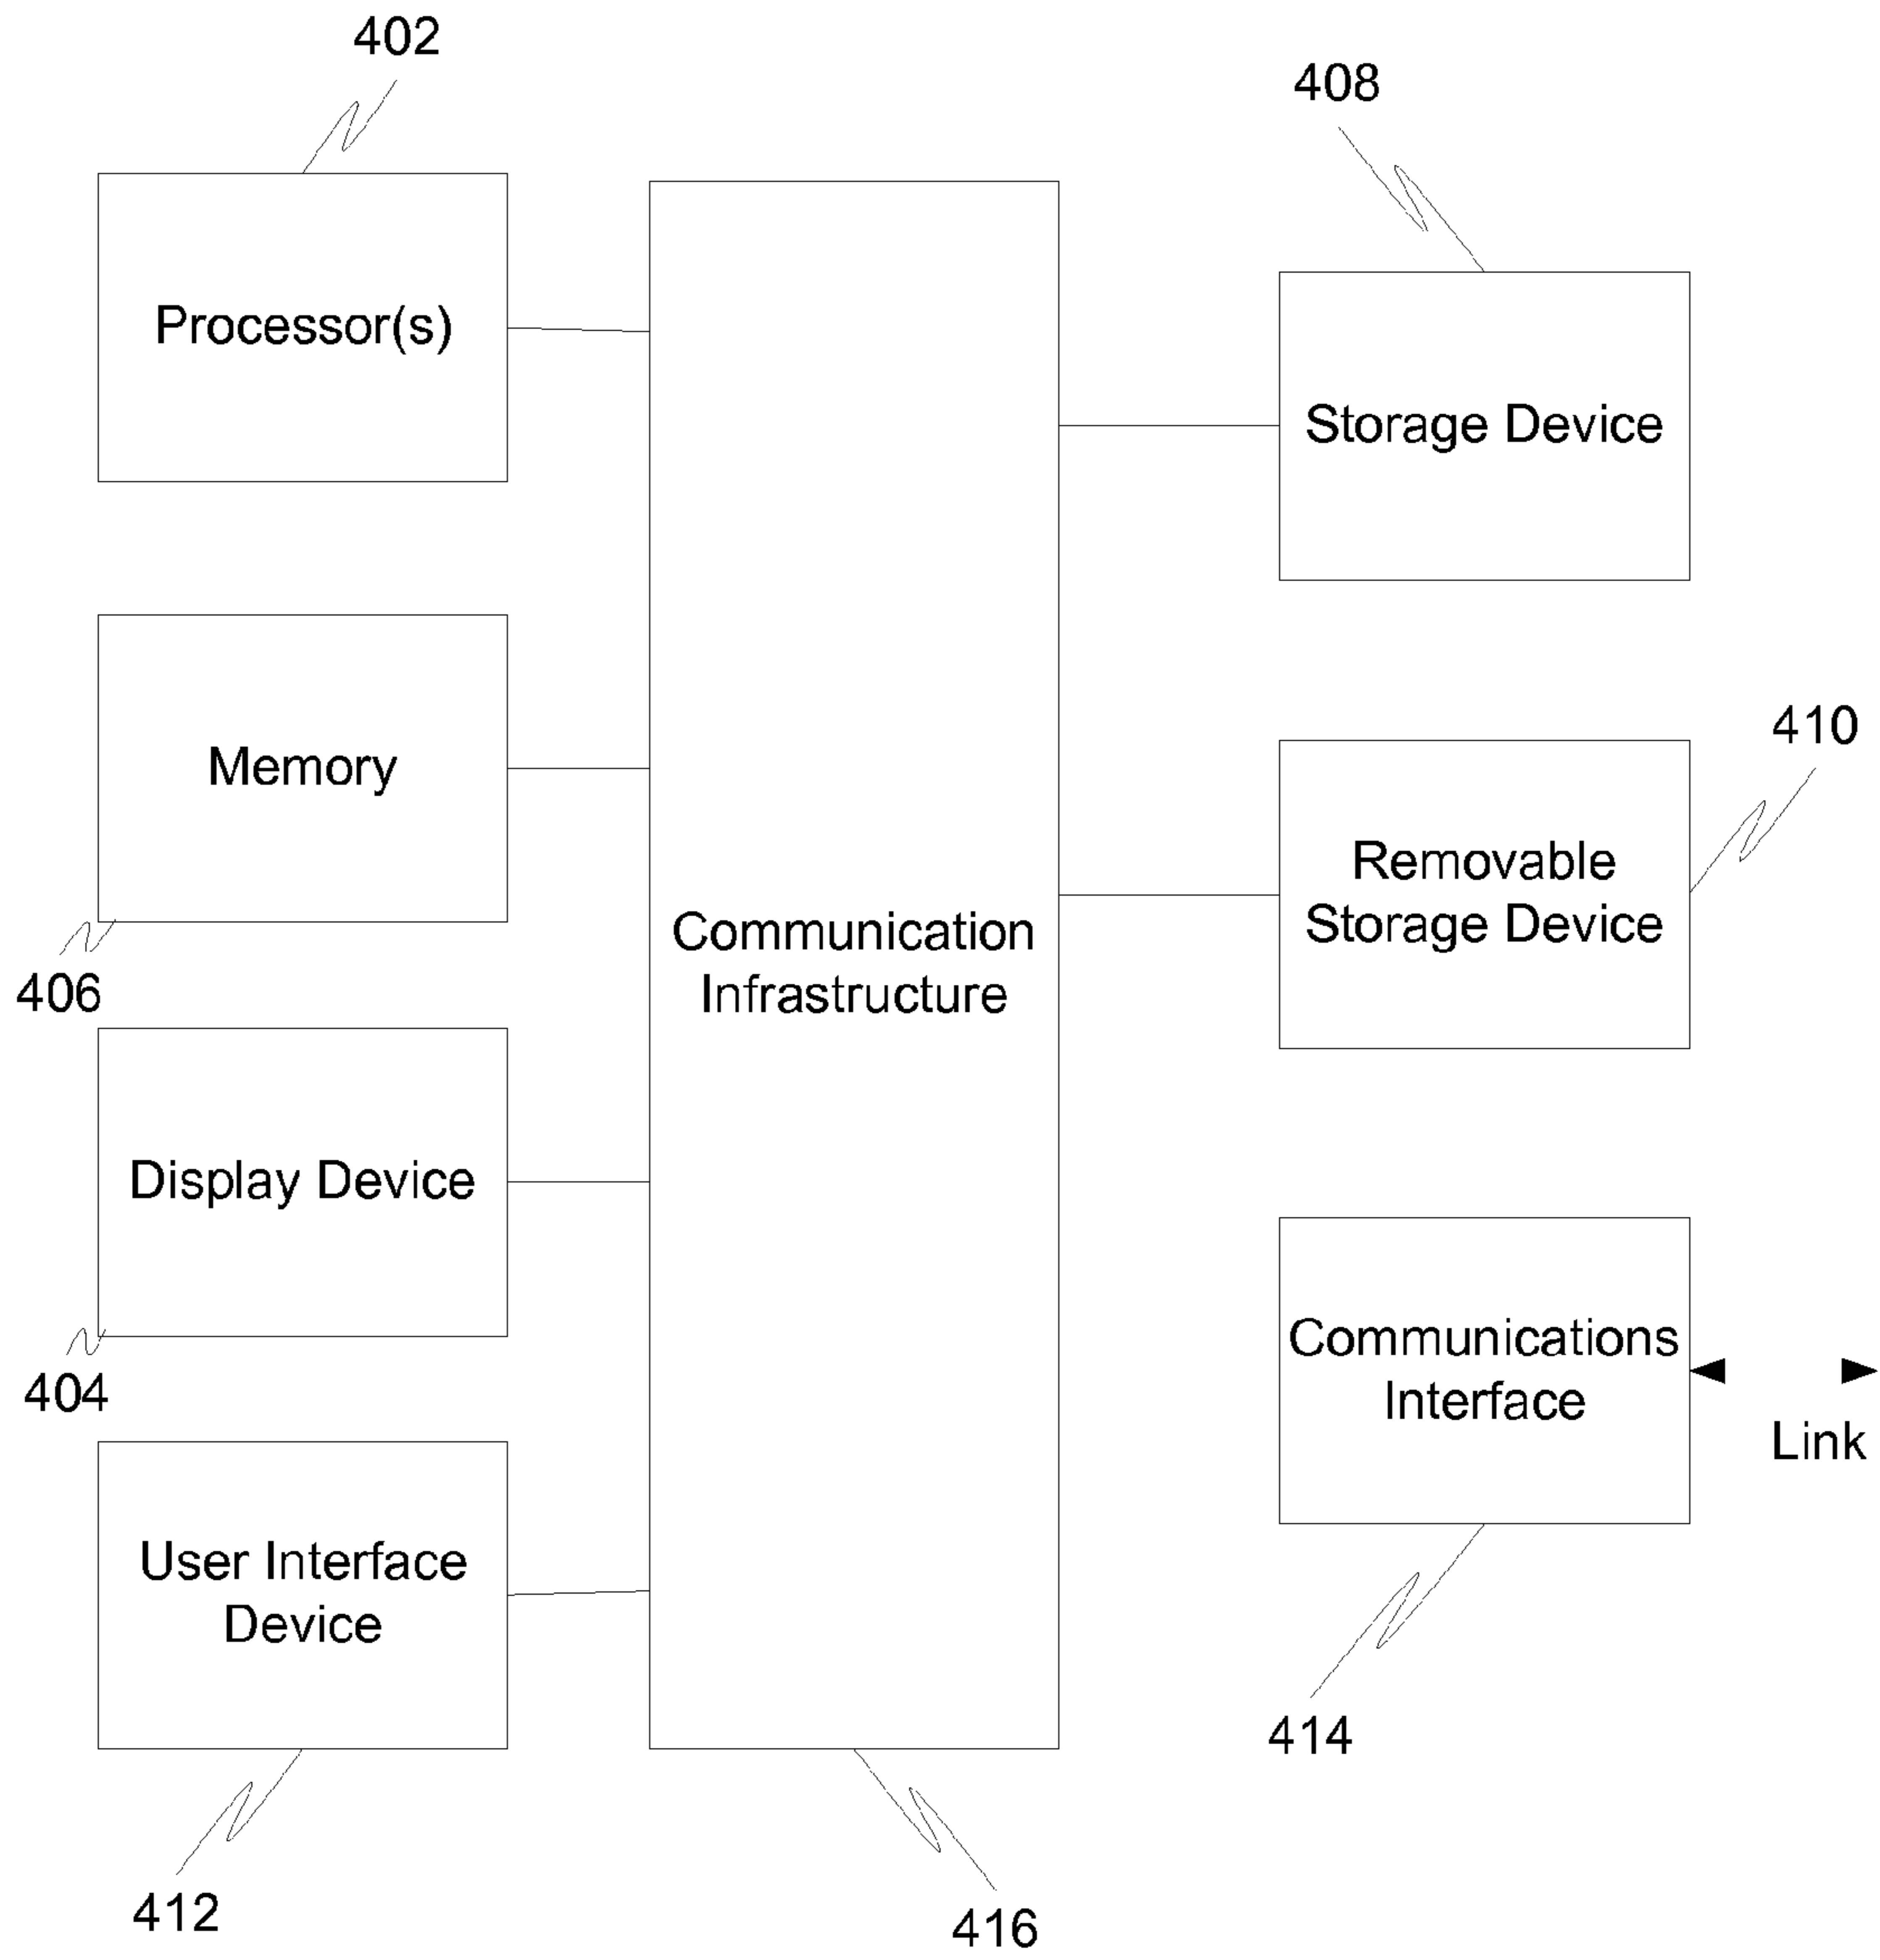 402
408
Processor(s)
Storage Device
410
Memory
Removable
Storage Device
406
Communication
Infrastructure
Display Device
404
Communications
Interface
Link
User Interface
Device
414
412
416